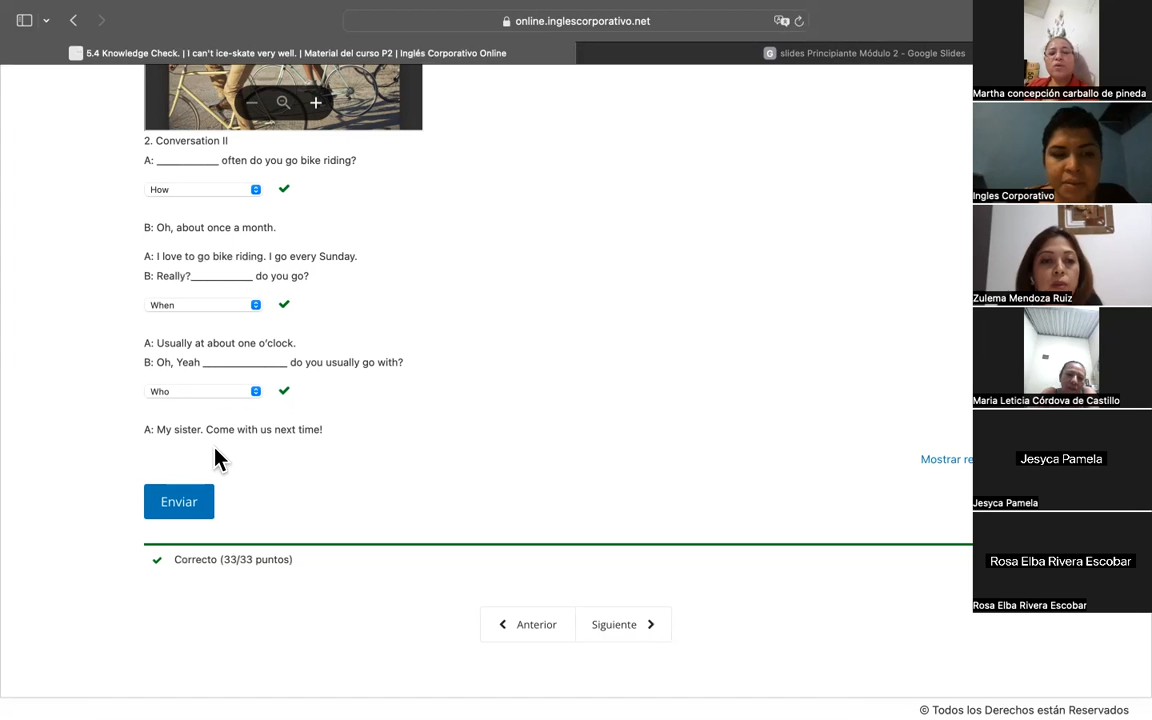 online.inglescorporativo.net
5.4 Knowledge Check. | I can't ice-skate very well. | Material del curso P2 | Inglés Corporativo Online
G slides Principiante Módulo 2 - Google Slides
2. Conversation II
A: ____________ often do you go bike riding?
How
B: Oh, about once a month.
A: I love to go bike riding. I go every Sunday.
B: Really?____________ do you go?
When
A: Usually at about one o'clock.
B: Oh, Yeah ________________ do you usually go with?
Who
A: My sister. Come with us next time!
Mostrar re
Enviar
Correcto (33/33 puntos)
Anterior
Siguiente
© Todos los Derechos están Reservados
Martha concepción carballo de pineda
Ingles Corporativo
Zulema Mendoza Ruiz
Maria Leticia Córdova de Castillo
Jesyca Pamela
Jesyca Pamela
Rosa Elba Rivera Escobar
Rosa Elba Rivera Escobar